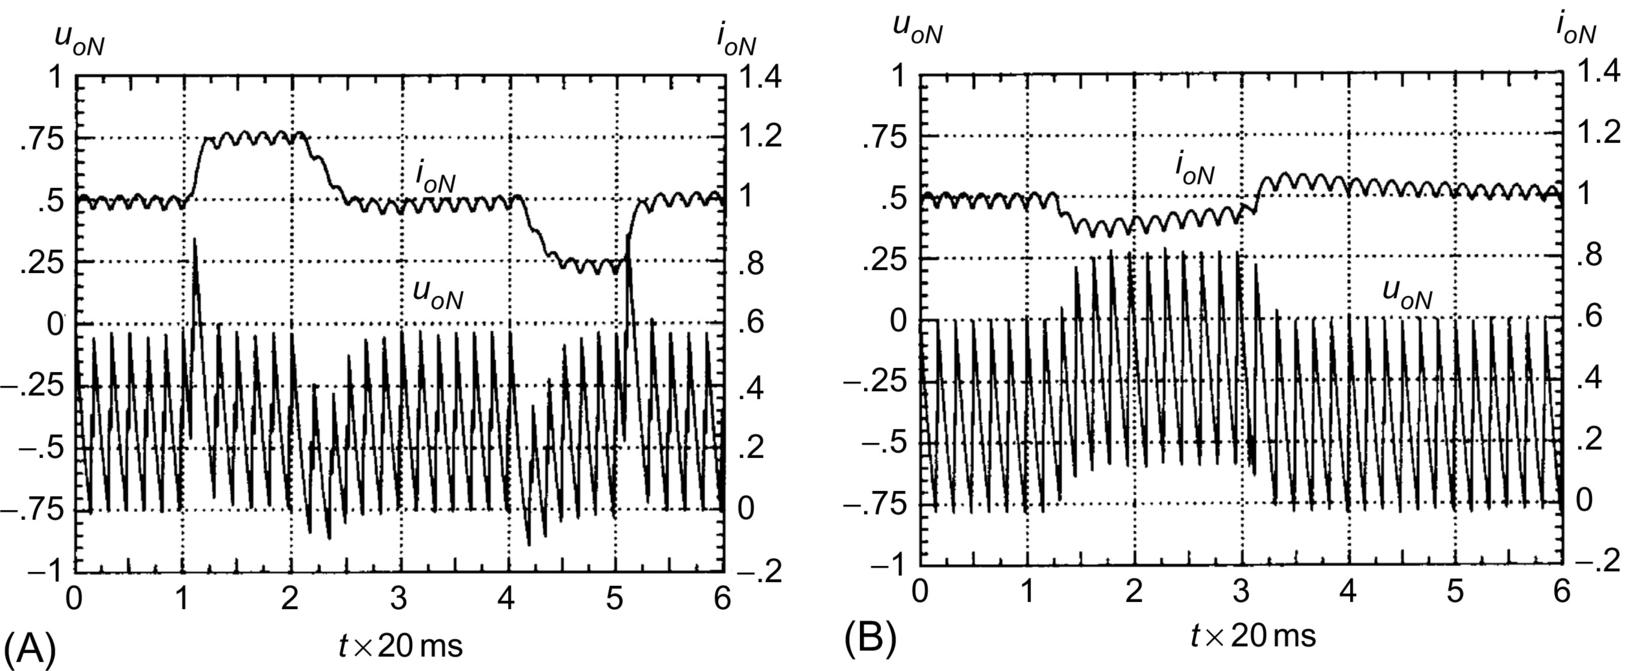 u_oN i_oN
1 1.4
.75 1.2
.5 1
.25 .8
0 .6
−.25 .4
−.5 .2
−.75 0
−1 −.2
i_oN
u_oN
0 1 2 3 4 5 6
(A) t × 20 ms
u_oN i_oN
1 1.4
.75 1.2
.5 1
.25 .8
0 .6
−.25 .4
−.5 .2
−.75 0
−1 −.2
i_oN
u_oN
0 1 2 3 4 5 6
(B) t × 20 ms